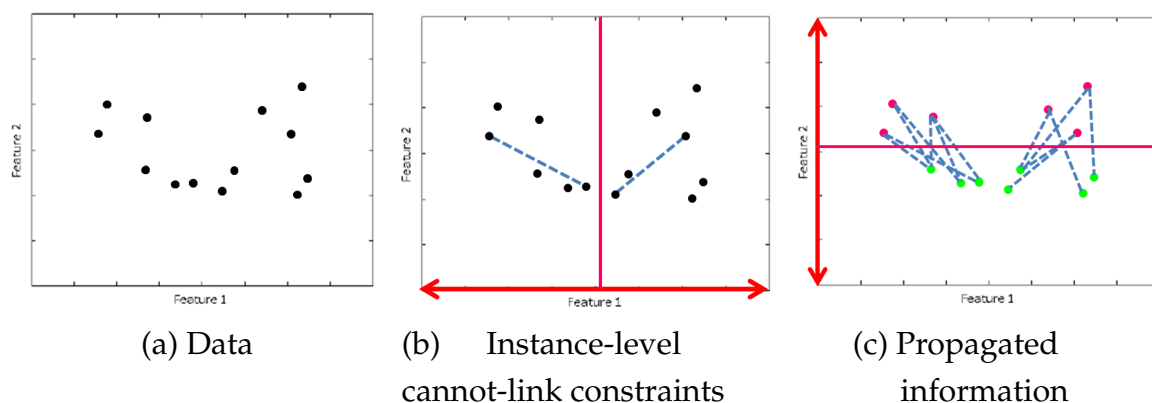 Feature 2
Feature 1
(a) Data
Feature 2
Feature 1
(b) Instance-level
cannot-link constraints
Feature 2
Feature 1
(c) Propagated
information